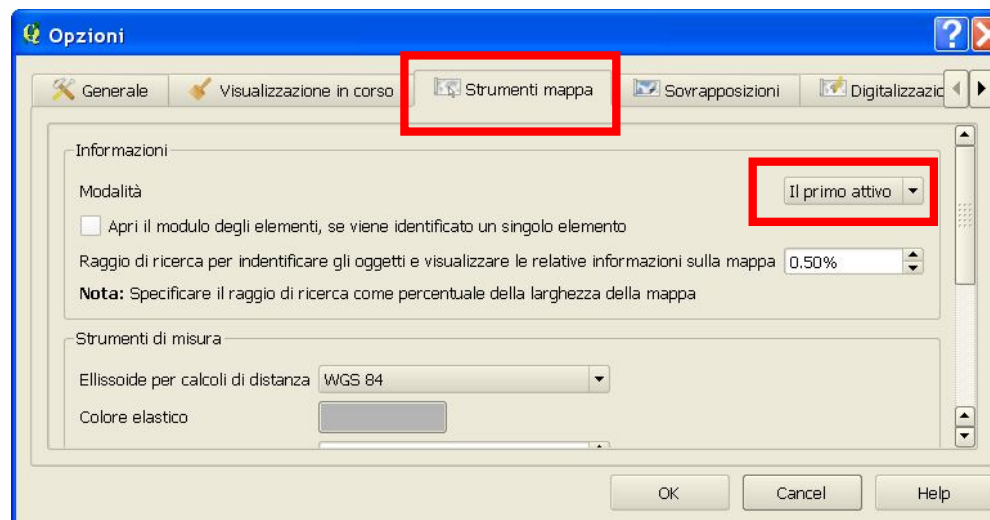 Opzioni
Generale Visualizzazione in corso Strumenti mappa Sovrapposizioni Digitalizzazic
Informazioni
Modalità Il primo attivo
Apri il modulo degli elementi, se viene identificato un singolo elemento
Raggio di ricerca per indentificare gli oggetti e visualizzare le relative informazioni sulla mappa 0.50%
Nota: Specificare il raggio di ricerca come percentuale della larghezza della mappa
Strumenti di misura
Ellissoide per calcoli di distanza WGS 84
Colore elastico
OK Cancel Help